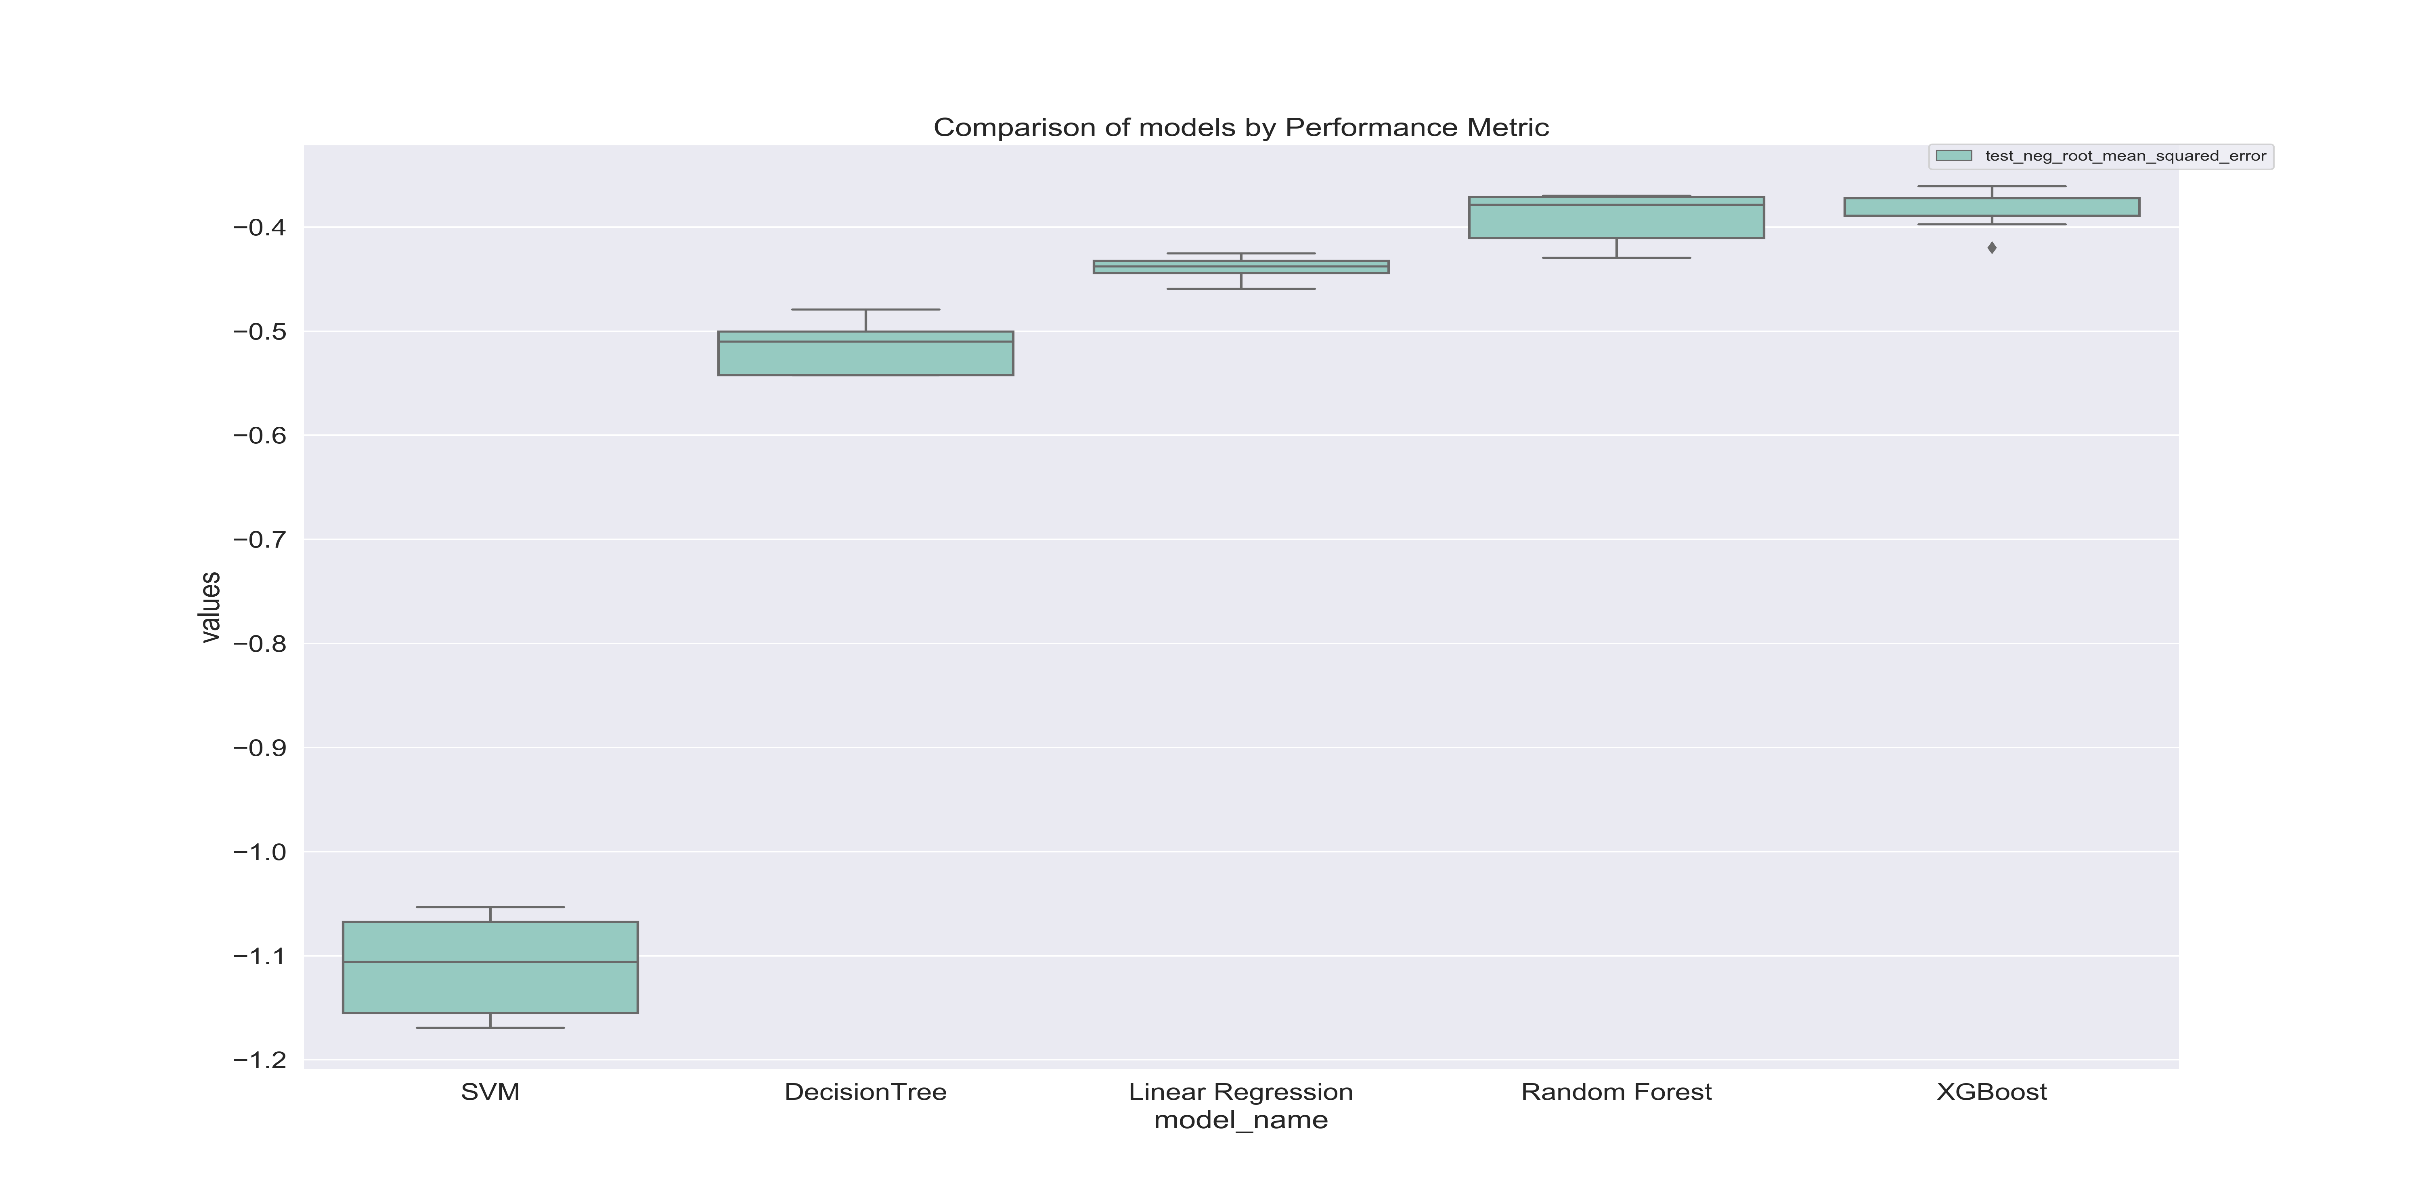 Comparison of models by Performance Metric
test_neg_root_mean_squared_error
−0.4
−0.5
−0.6
−0.7
−0.8
−0.9
−1.0
−1.1
−1.2
values
SVM DecisionTree Linear Regression Random Forest XGBoost
model_name